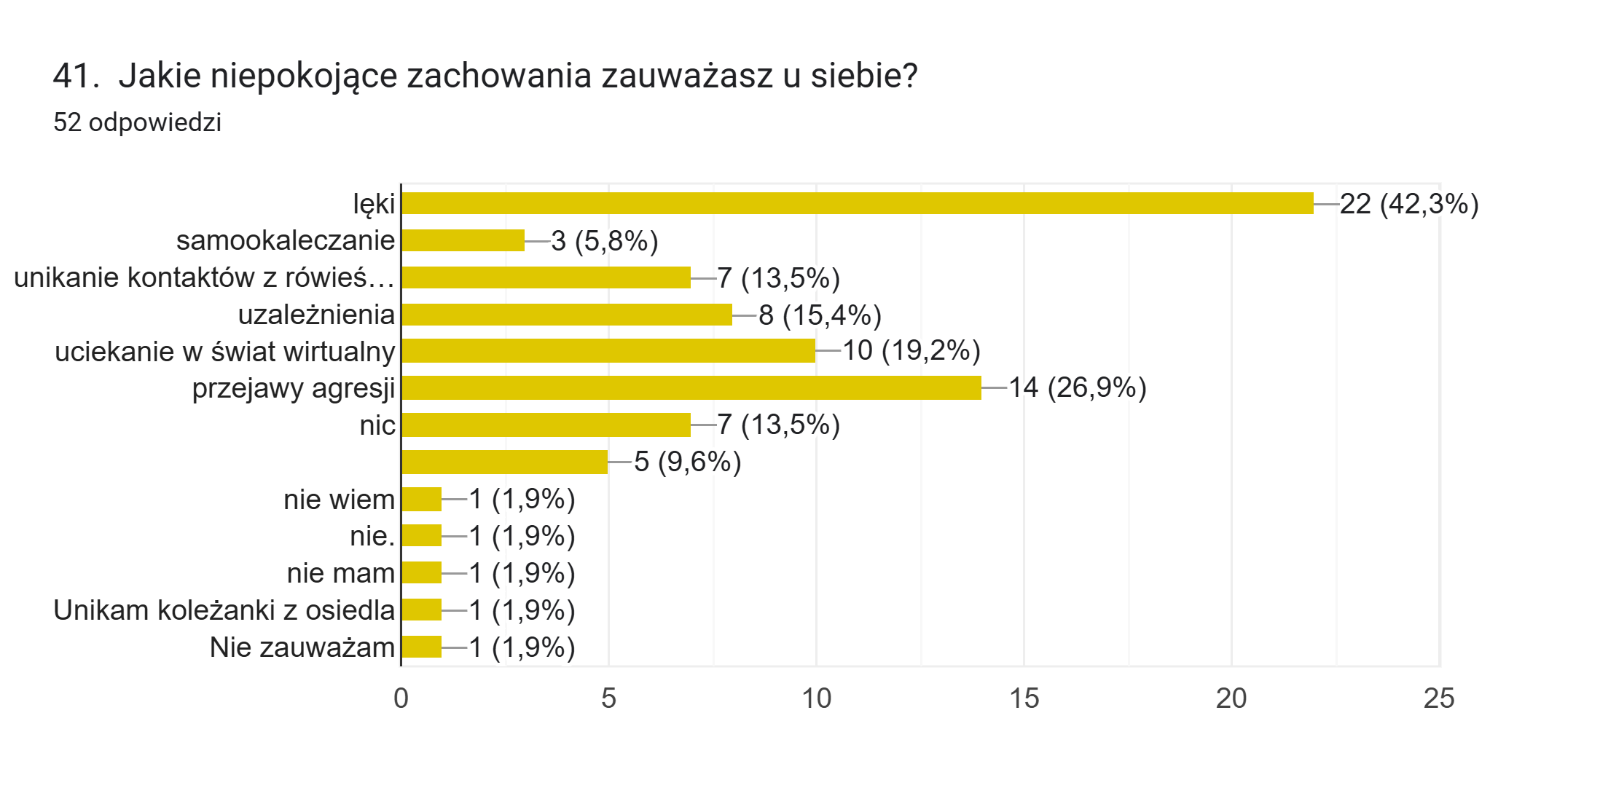 41.  Jakie niepokojące zachowania zauważasz u siebie?
52 odpowiedzi
lęki 22 (42,3%)
samookaleczanie 3 (5,8%)
unikanie kontaktów z rówieś… 7 (13,5%)
uzależnienia 8 (15,4%)
uciekanie w świat wirtualny 10 (19,2%)
przejawy agresji 14 (26,9%)
nic 7 (13,5%)
5 (9,6%)
nie wiem 1 (1,9%)
nie. 1 (1,9%)
nie mam 1 (1,9%)
Unikam koleżanki z osiedla 1 (1,9%)
Nie zauważam 1 (1,9%)
0 5 10 15 20 25